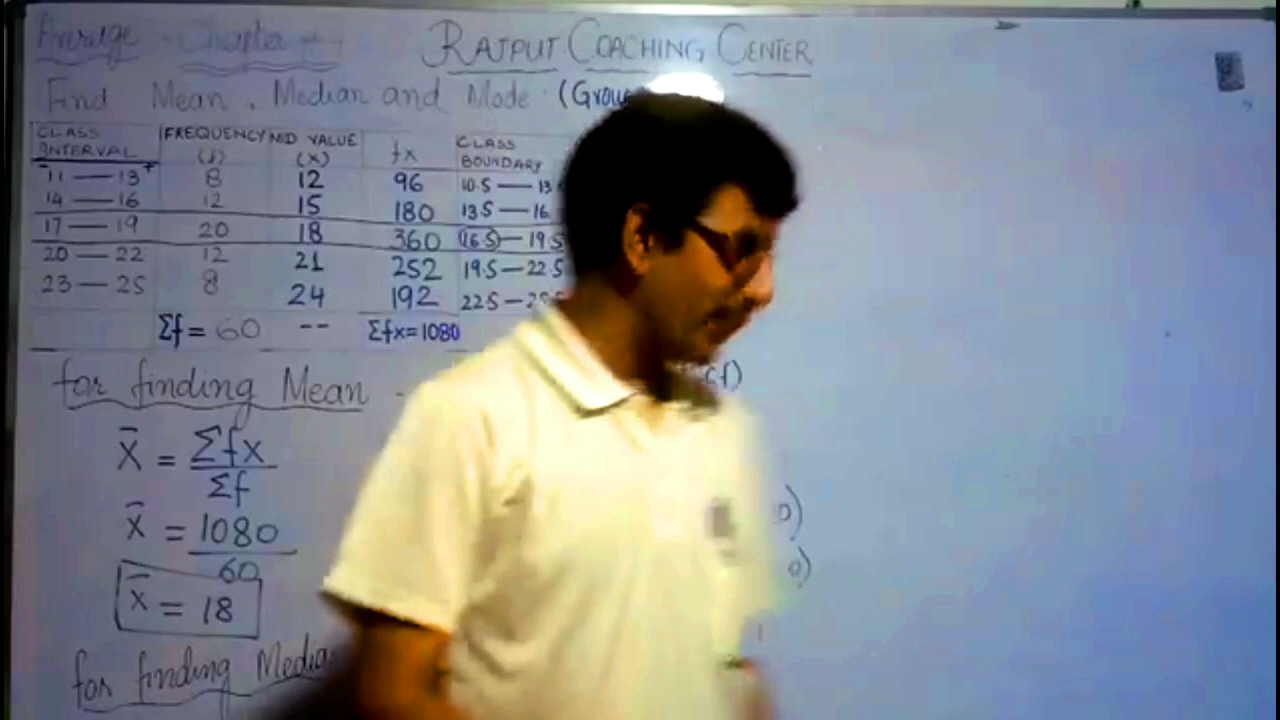 Average - Chapter #
RAJPUT COACHING CENTER
Find Mean, Median and Mode (Grou
CLASS INTERVAL FREQUENCY (f) MID VALUE (X) fx CLASS BOUNDARY
11 — 13 8 12 96 10.5 — 13
14 — 16 12 15 180 13.5 — 16
17 — 19 20 18 360 16.5 — 19.5
20 — 22 12 21 252 19.5 — 22.5
23 — 25 8 24 192 22.5 — 25
Σf = 60 -- Σfx = 1080
for finding Mean -
cf)
X̄ = Σfx / Σf
X̄ = 1080 / 60
X̄ = 18
for finding Media